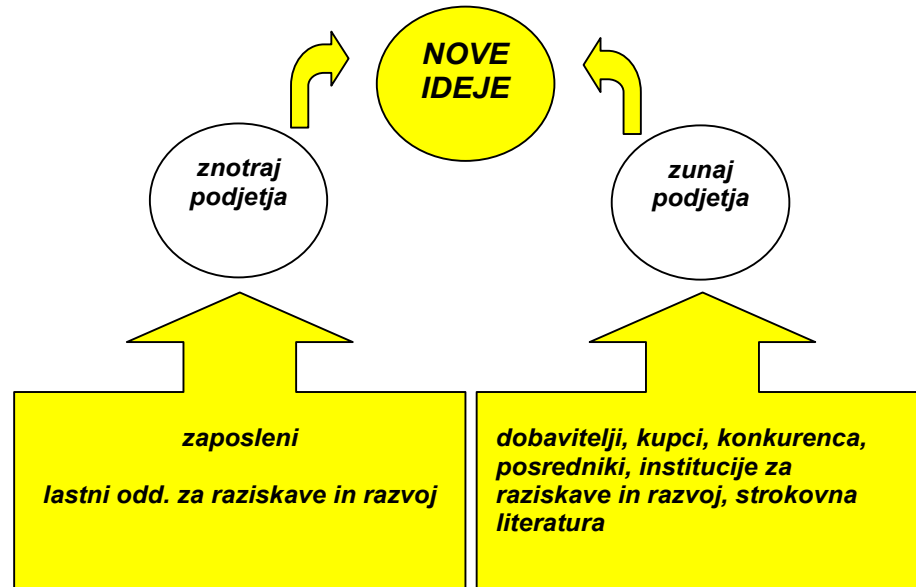 NOVE
IDEJE
znotraj
podjetja
zunaj
podjetja
zaposleni
lastni odd. za raziskave in razvoj
dobavitelji, kupci, konkurenca,
posredniki, institucije za
raziskave in razvoj, strokovna
literatura